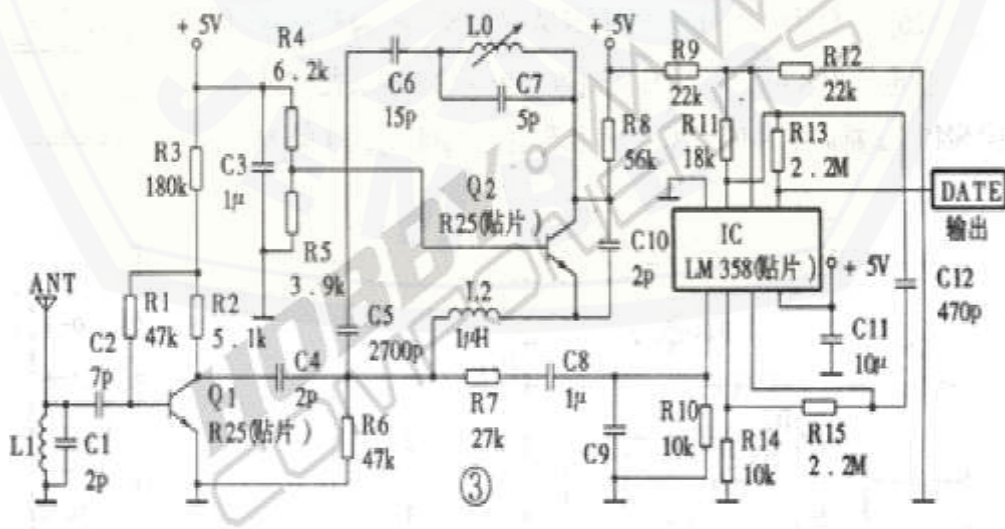 + 5V
R4
6.2k
L0
+ 5V
R9
22k
R12
22k
C6
15p
C7
5p
R3
180k
C3
1μ
R8
56k
R11
18k
R13
2.2M
Q2
R25(贴片)
DATE
输出
IC
LM 358(贴片)
+ 5V
C10
2p
R5
3.9k
ANT
R1
47k
R2
5.1k
C5
2700p
L2
1μH
C12
470p
C11
10μ
C2
7p
C4
2p
C8
1μ
Q1
R25(贴片)
R7
27k
R6
47k
R10
10k
R15
2.2M
L1
C1
2p
C9
R14
10k
③
HOBBY